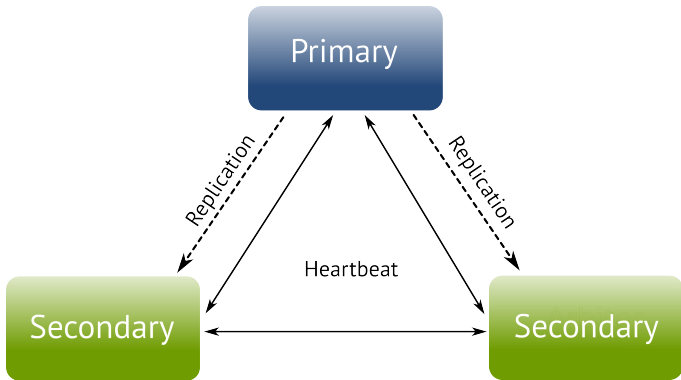 Primary
Replication
Replication
Heartbeat
Secondary
Secondary